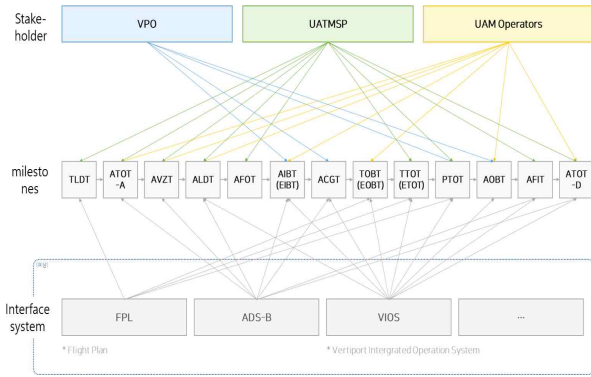 Stake-
holder
VPO
UATMSP
UAM Operators
milesto
nes
TLDT
ATOT
-A
AVZT
ALDT
AFOT
AIBT
(EIBT)
ACGT
TOBT
(EOBT)
TTOT
(ETOT)
PTOT
AOBT
AFIT
ATOT
-D
Interface
system
FPL
ADS-B
VIOS
...
* Flight Plan
* Vertiport Intergrated Operation System